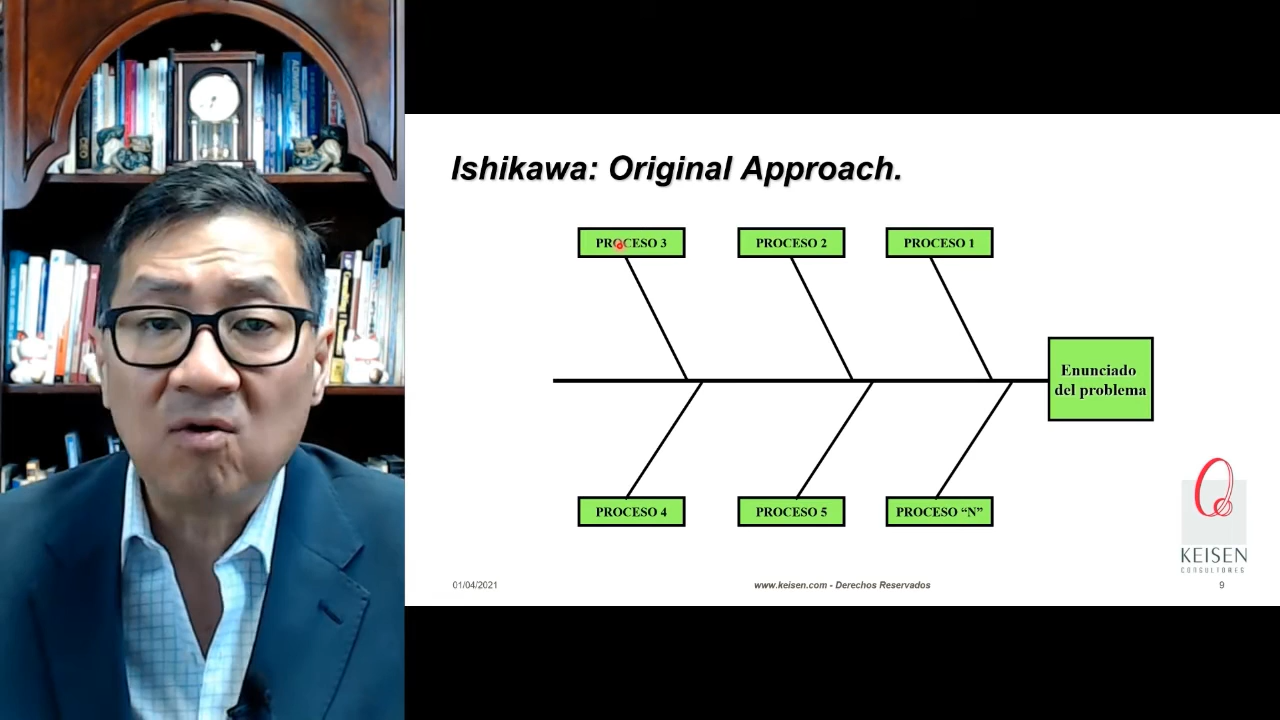 Ishikawa: Original Approach.
PROCESO 3
PROCESO 2
PROCESO 1
Enunciado
del problema
PROCESO 4
PROCESO 5
PROCESO “N”
KEISEN
CONSULTORES
01/04/2021
www.keisen.com - Derechos Reservados
9